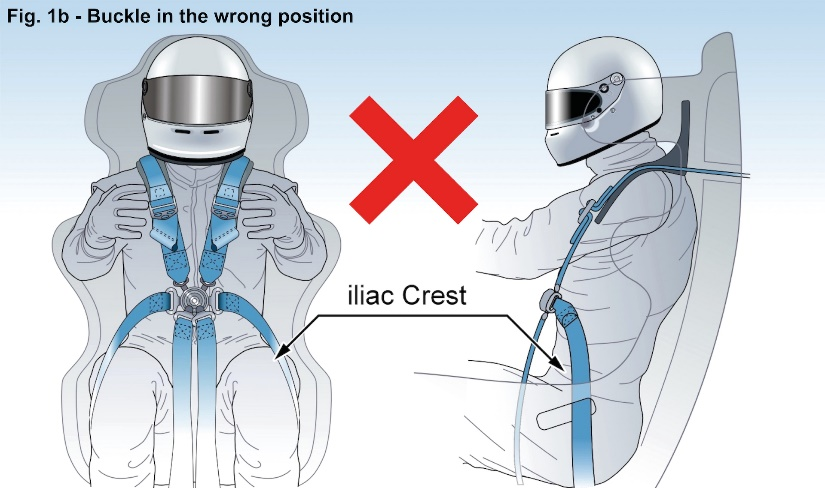 Fig. 1b - Buckle in the wrong position
iliac Crest